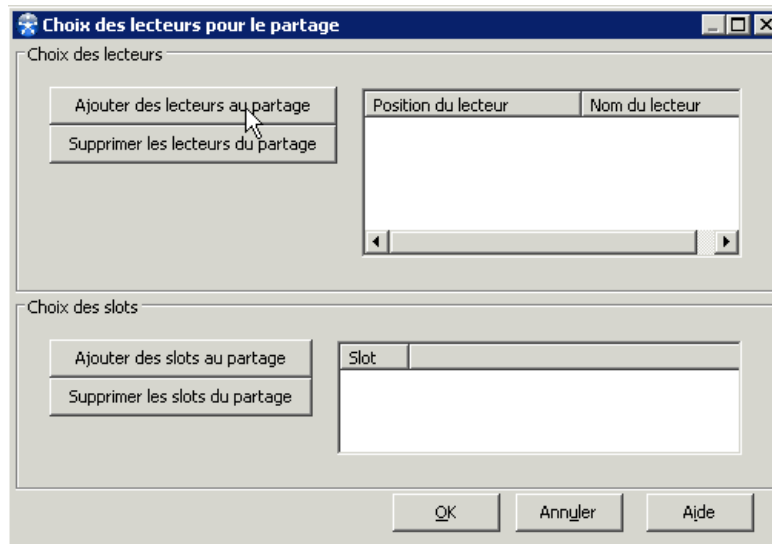 Choix des lecteurs pour le partage
Choix des lecteurs
Ajouter des lecteurs au partage
Supprimer les lecteurs du partage
Position du lecteur Nom du lecteur
Choix des slots
Ajouter des slots au partage
Supprimer les slots du partage
Slot
OK Annuler Aide